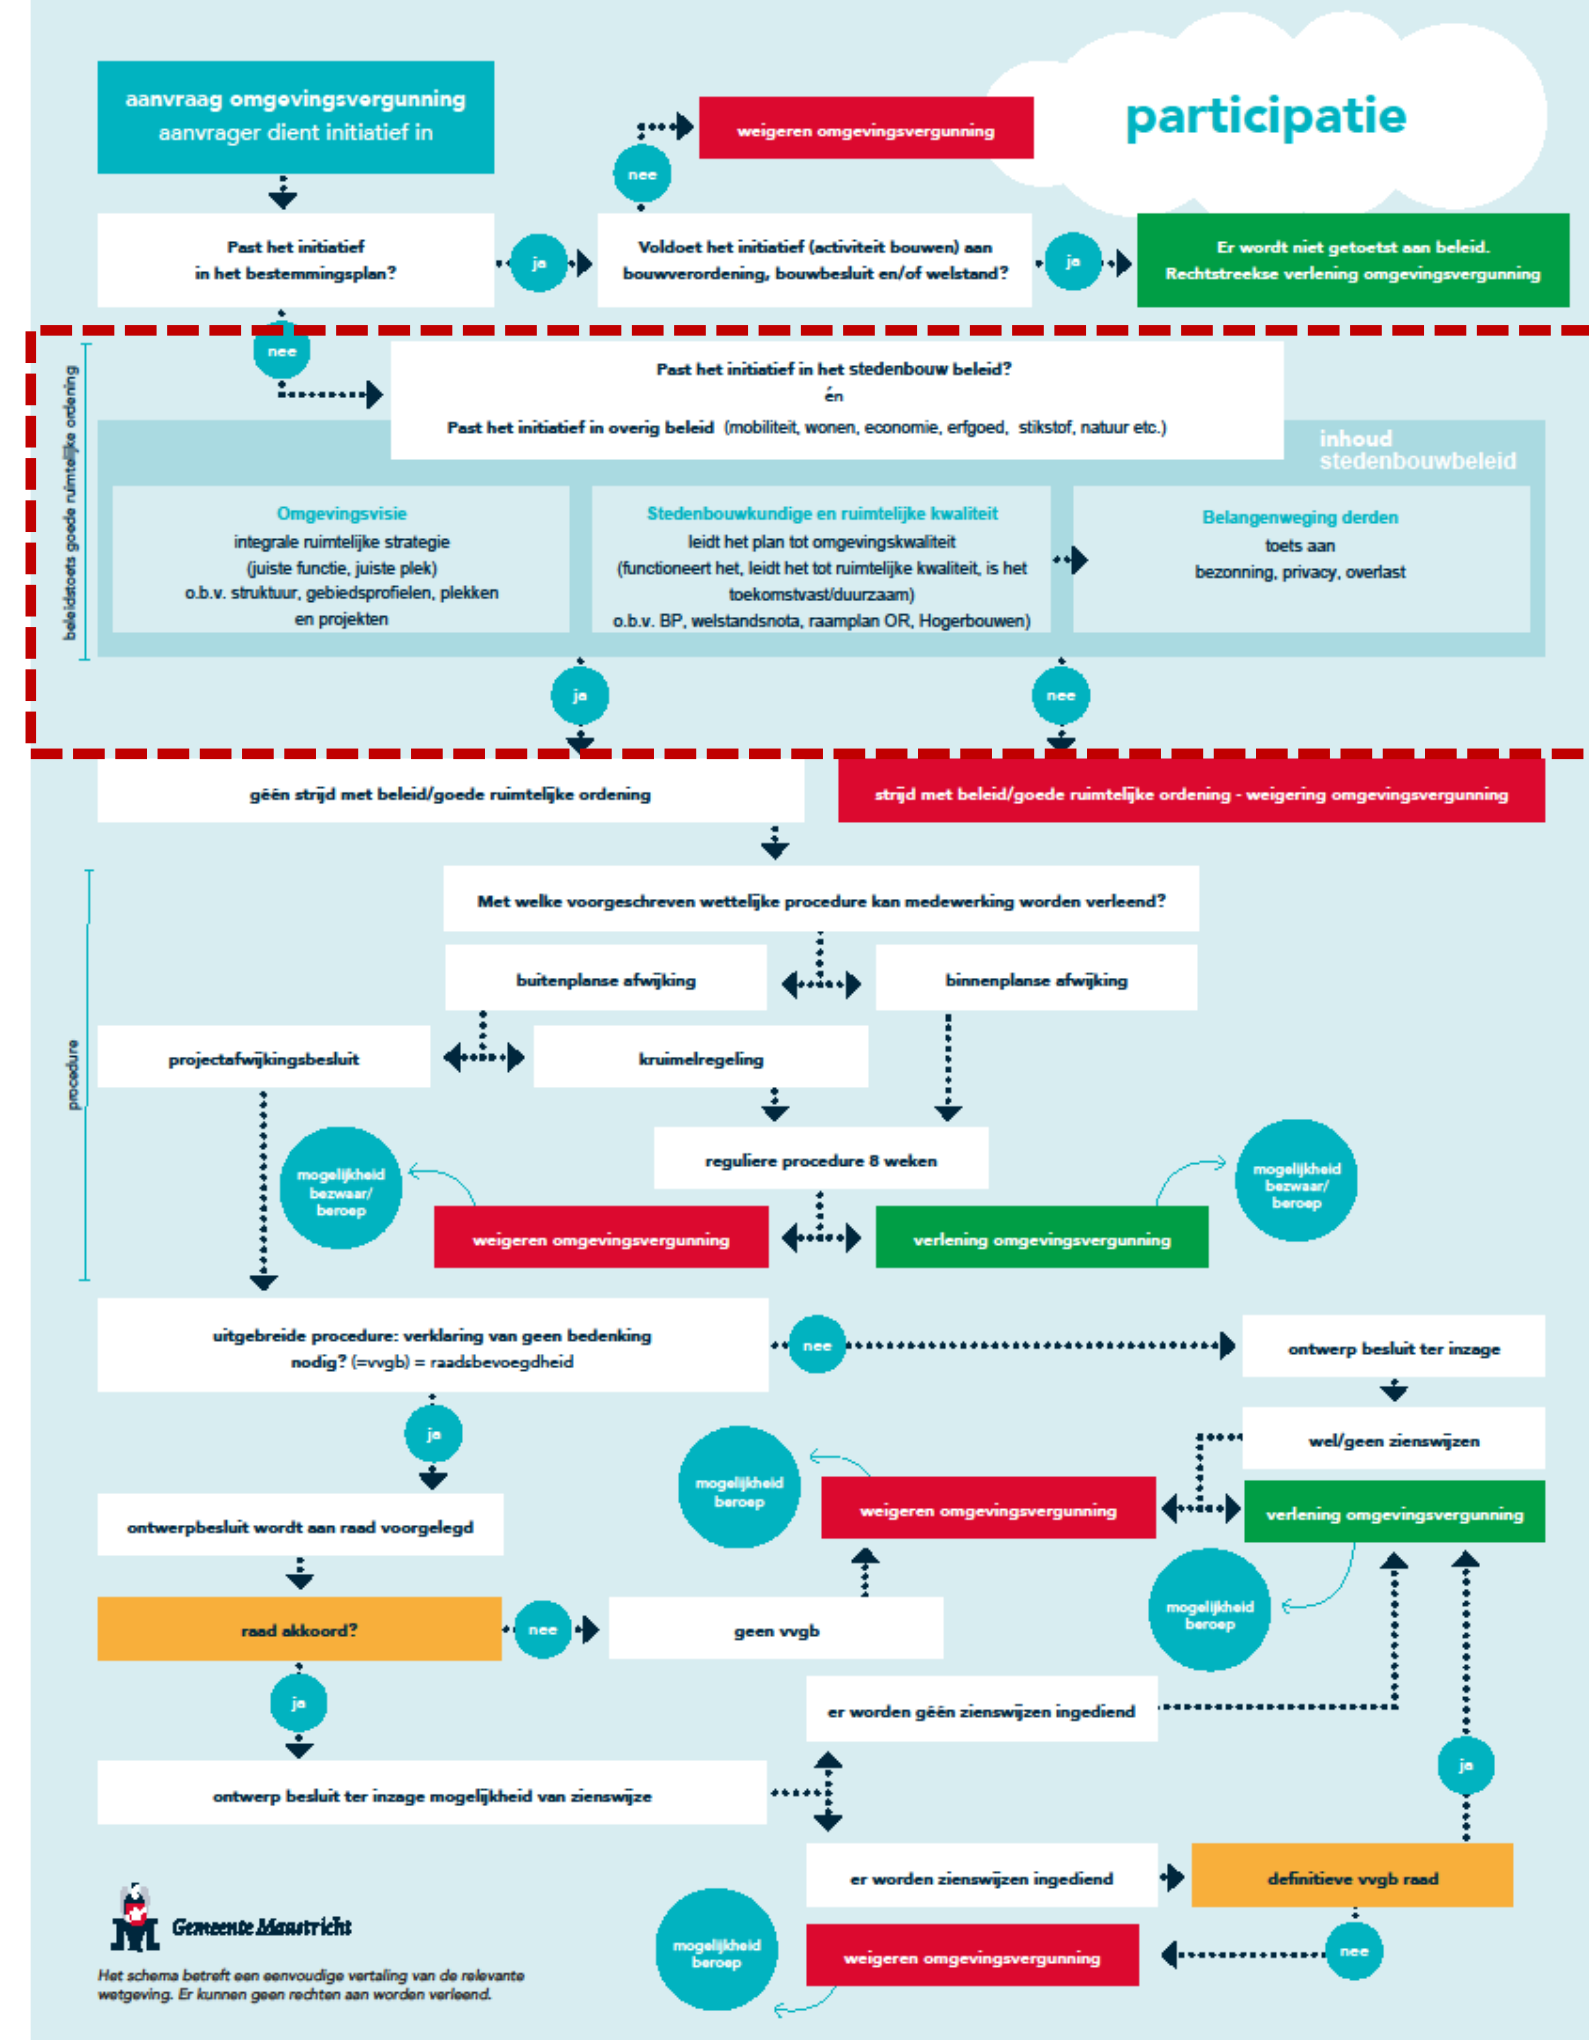 participatie
aanvraag omgevingsvergunning
aanvrager dient initiatief in
weigeren omgevingsvergunning
nee
Past het initiatief
in het bestemmingsplan?
ja
Voldoet het initiatief (activiteit bouwen) aan
bouwverordening, bouwbesluit en/of welstand?
ja
Er wordt niet getoetst aan beleid.
Rechtstreekse verlening omgevingsvergunning
nee
beleidstoets goede ruimtelijke ordening
Past het initiatief in het stedenbouw beleid?
én
Past het initiatief in overig beleid (mobiliteit, wonen, economie, erfgoed, stikstof, natuur etc.)
inhoud
stedenbouwbeleid
Omgevingsvisie
integrale ruimtelijke strategie
(juiste functie, juiste plek)
o.b.v. struktuur, gebiedsprofielen, plekken
en projekten
Stedenbouwkundige en ruimtelijke kwaliteit
leidt het plan tot omgevingskwaliteit
(functioneert het, leidt het tot ruimtelijke kwaliteit, is het
toekomstvast/duurzaam)
o.b.v. BP, welstandsnota, raamplan OR, Hogerbouwen)
Belangenweging derden
toets aan
bezonning, privacy, overlast
ja
nee
géén strijd met beleid/goede ruimtelijke ordening
strijd met beleid/goede ruimtelijke ordening - weigering omgevingsvergunning
procedure
Met welke voorgeschreven wettelijke procedure kan medewerking worden verleend?
buitenplanse afwijking
binnenplanse afwijking
projectafwijkingsbesluit
kruimelregeling
reguliere procedure 8 weken
mogelijkheid
bezwaar/
beroep
mogelijkheid
bezwaar/
beroep
weigeren omgevingsvergunning
verlening omgevingsvergunning
uitgebreide procedure: verklaring van geen bedenking
nodig? (=vvgb) = raadsbevoegdheid
nee
ontwerp besluit ter inzage
ja
wel/geen zienswijzen
mogelijkheid
beroep
weigeren omgevingsvergunning
verlening omgevingsvergunning
ontwerpbesluit wordt aan raad voorgelegd
mogelijkheid
beroep
raad akkoord?
nee
geen vvgb
ja
er worden géén zienswijzen ingediend
ja
ontwerp besluit ter inzage mogelijkheid van zienswijze
er worden zienswijzen ingediend
definitieve vvgb raad
nee
mogelijkheid
beroep
weigeren omgevingsvergunning
Gemeente Maastricht
Het schema betreft een eenvoudige vertaling van de relevante
wetgeving. Er kunnen geen rechten aan worden verleend.